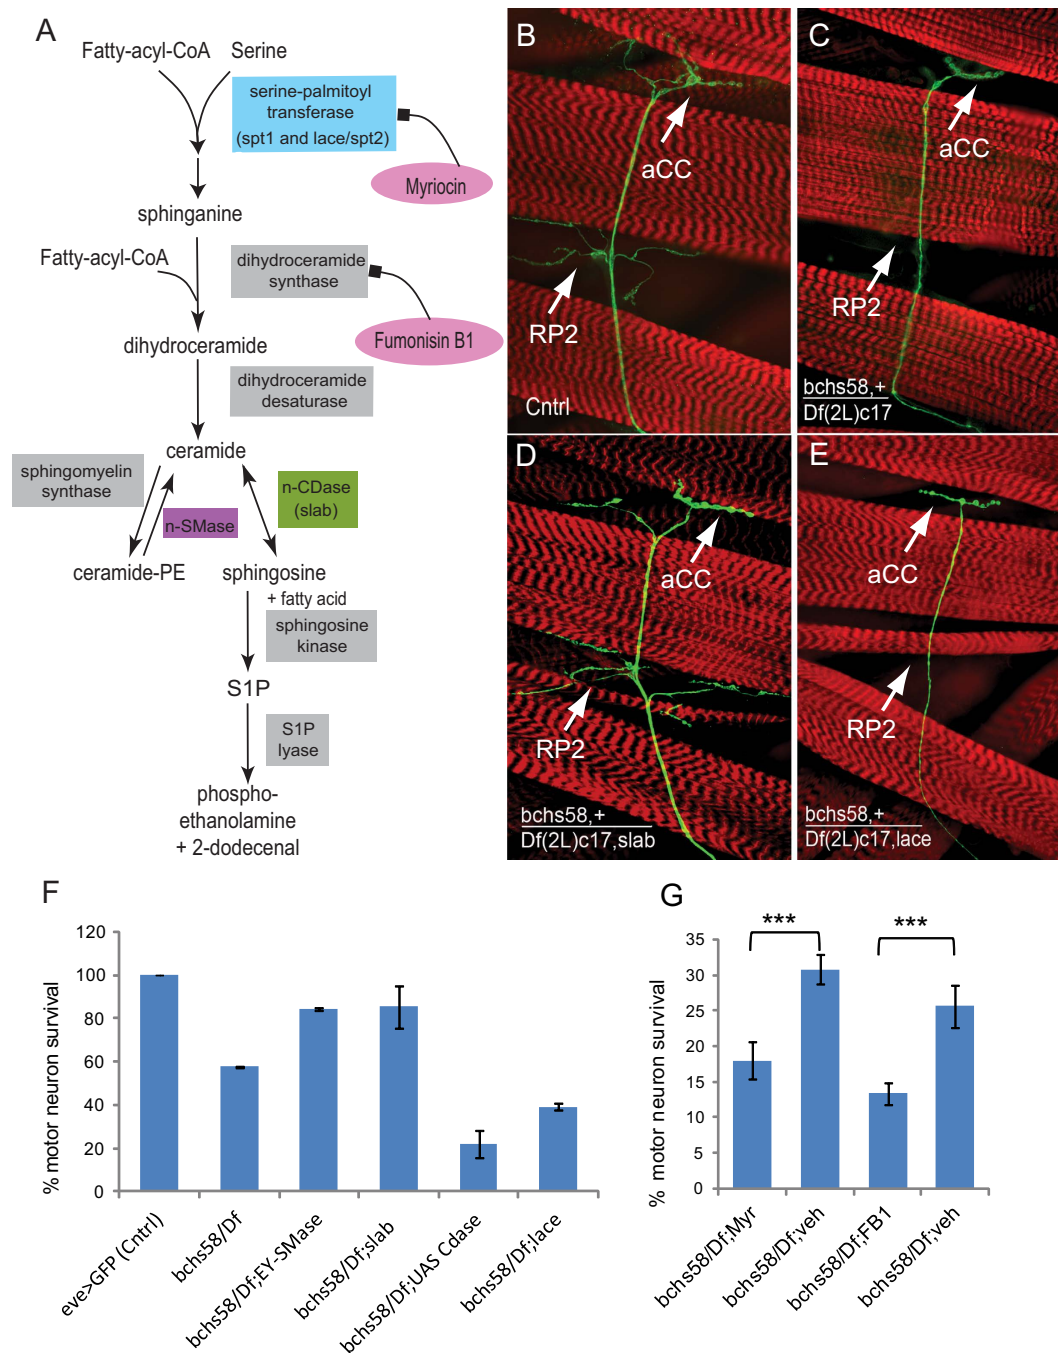 A
Fatty-acyl-CoA
Serine
serine-palmitoyl
transferase
(spt1 and lace/spt2)
Myriocin
sphinganine
Fatty-acyl-CoA
dihydroceramide
synthase
Fumonisin B1
dihydroceramide
dihydroceramide
desaturase
ceramide
sphingomyelin
synthase
n-SMase
n-CDase
(slab)
ceramide-PE
sphingosine
+ fatty acid
sphingosine
kinase
S1P
S1P
lyase
phospho-
ethanolamine
+ 2-dodecenal
B
aCC
RP2
Cntrl
C
aCC
RP2
bchs58,+
Df(2L)c17
D
aCC
RP2
bchs58,+
Df(2L)c17,slab
E
aCC
RP2
bchs58,+
Df(2L)c17,lace
F
% motor neuron survival
120
100
80
60
40
20
0
eve>GFP (Cntrl)
bchs58/Df
bchs58/Df;EY-SMase
bchs58/Df;slab
bchs58/Df;UAS Cdase
bchs58/Df;lace
G
% motor neuron survival
35
30
25
20
15
10
5
0
***
***
bchs58/Df;Myr
bchs58/Df;veh
bchs58/Df;FB1
bchs58/Df;veh